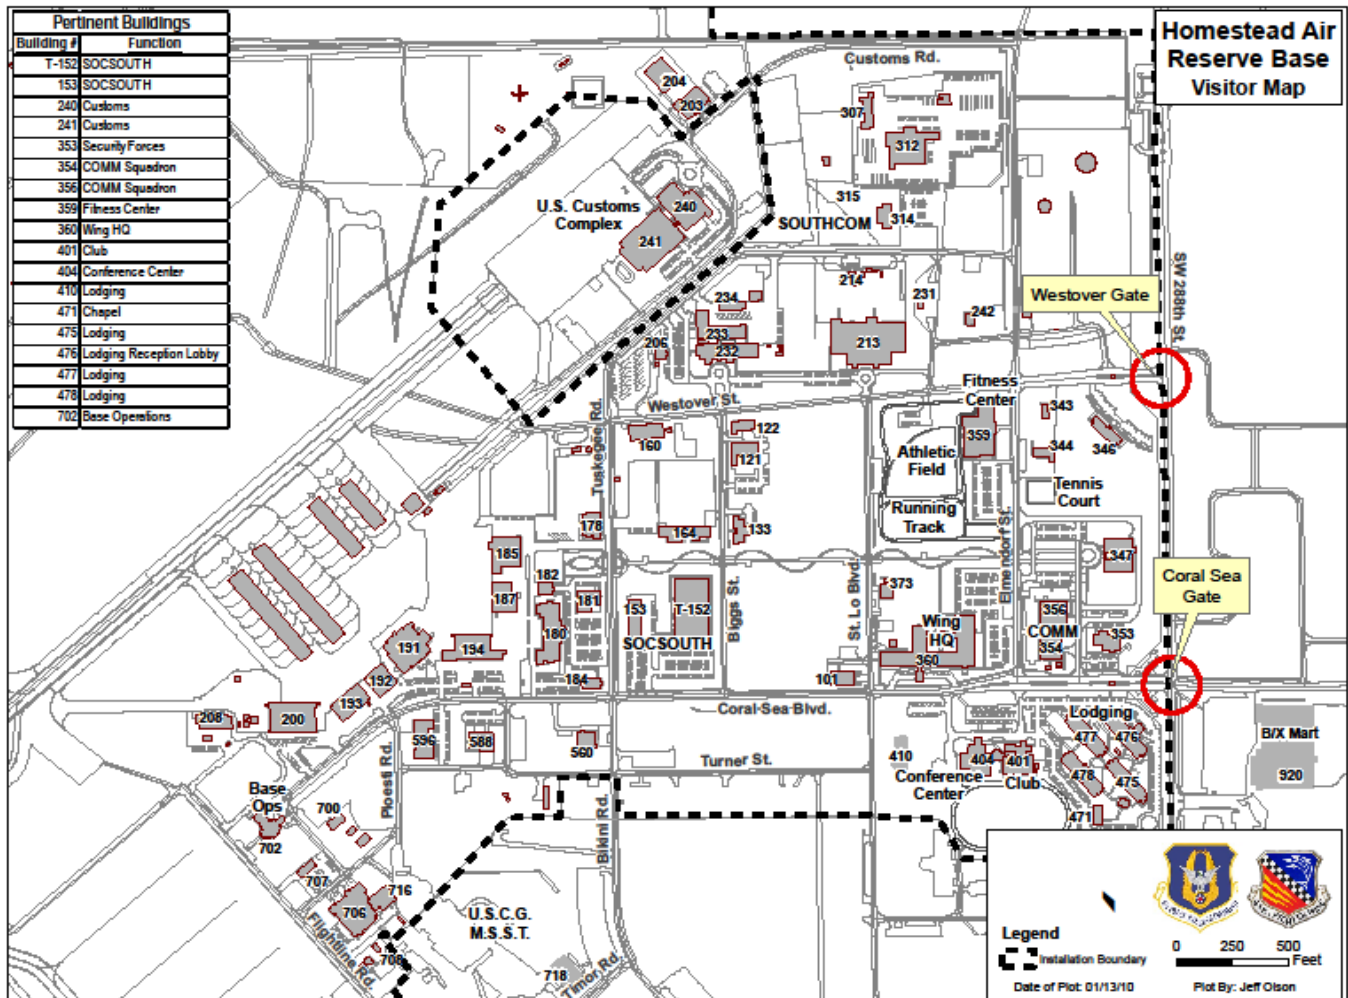 Pertinent Buildings
Building # Function
T-152 SOCSOUTH
153 SOCSOUTH
240 Customs
241 Customs
353 Security Forces
354 COMM Squadron
356 COMM Squadron
359 Fitness Center
360 Wing HQ
401 Club
404 Conference Center
410 Lodging
471 Chapel
475 Lodging
476 Lodging Reception Lobby
477 Lodging
478 Lodging
702 Base Operations
Homestead Air
Reserve Base
Visitor Map
Customs Rd.
204
203
307
312
U.S. Customs
Complex
240
241
315
314
SOUTHCOM
SW 288th St.
Westover Gate
214
231
242
234
233
232
206
213
Westover St.
Tuskegee Rd.
Fitness
Center
359
343
344
346
122
121
160
Athletic
Field
Running
Track
Tennis
Court
178
164
133
Elmendorf St.
347
185
182
187
181
180
153
T-152
SOCSOUTH
Biggs St.
St. Lo Blvd.
373
Wing
HQ
360
356
COMM
354
353
Coral Sea
Gate
191
194
192
193
184
101
208
200
Coral Sea Blvd.
596
588
560
Turner St.
410
404
401
Conference
Center
Club
Lodging
477
476
478
475
471
B/X Mart
920
Base
Ops
702
700
Ploesti Rd.
Bikini Rd.
707
706
716
708
Flightline Rd.
U.S.C.G.
M.S.S.T.
718
Timor Rd.
Legend
Installation Boundary
0 250 500
Feet
Date of Plot: 01/13/10
Plot By: Jeff Olson